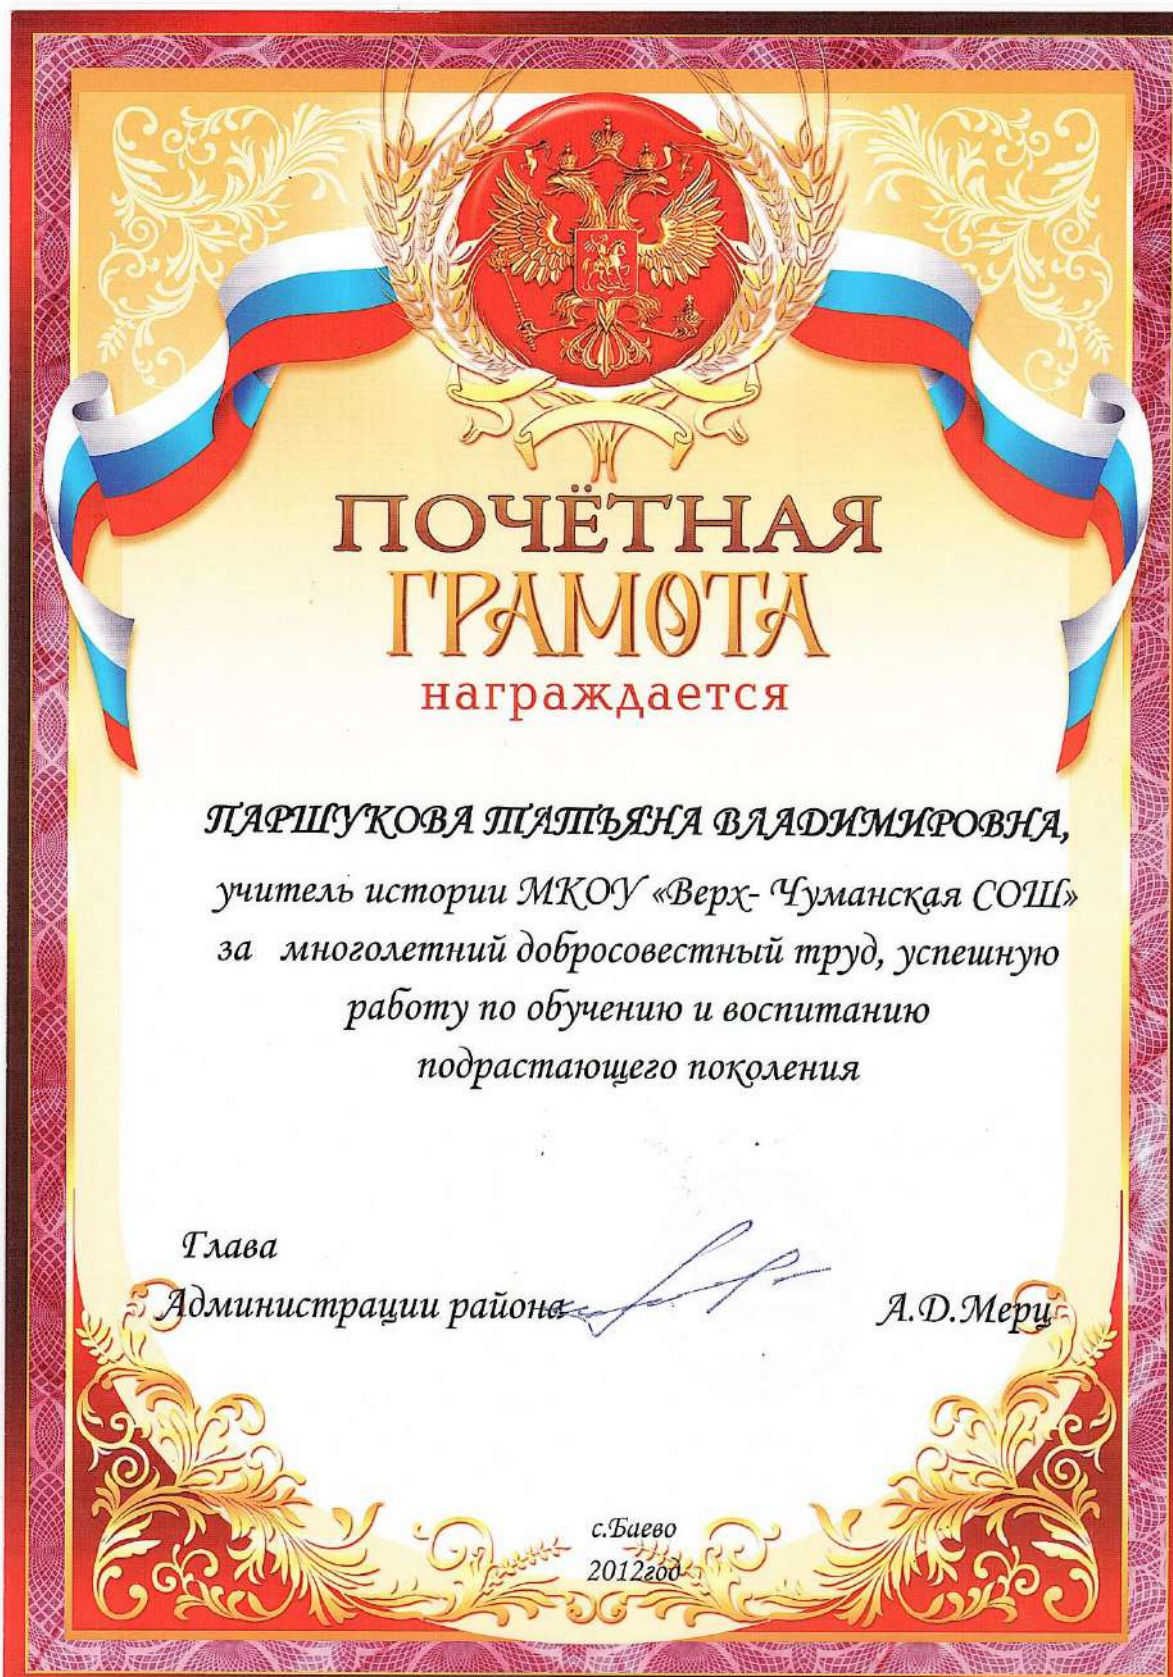 ПОЧЁТНАЯ
ГРАМОТА
награждается
ПАРШУКОВА ТАТЬЯНА ВЛАДИМИРОВНА,
учитель истории МКОУ «Верх- Чуманская СОШ»
за многолетний добросовестный труд, успешную
работу по обучению и воспитанию
подрастающего поколения
Глава
Администрации района А.D.Мерц
с.Баево
2012год